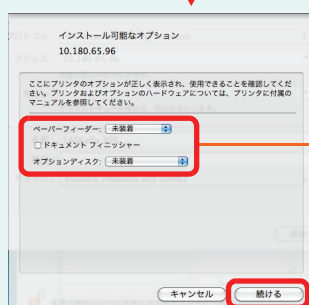 インストール可能なオプション
10.180.65.96
ここにプリンタのオプションが正しく表示され、使用できることを確認してくだ
さい。プリンタおよびオプションのハードウェアについては、プリンタに付属の
マニュアルを参照してください。
ペーパーフィーダー: 未装着
ドキュメント フィニッシャー
オプションディスク: 未装着
キャンセル
続ける